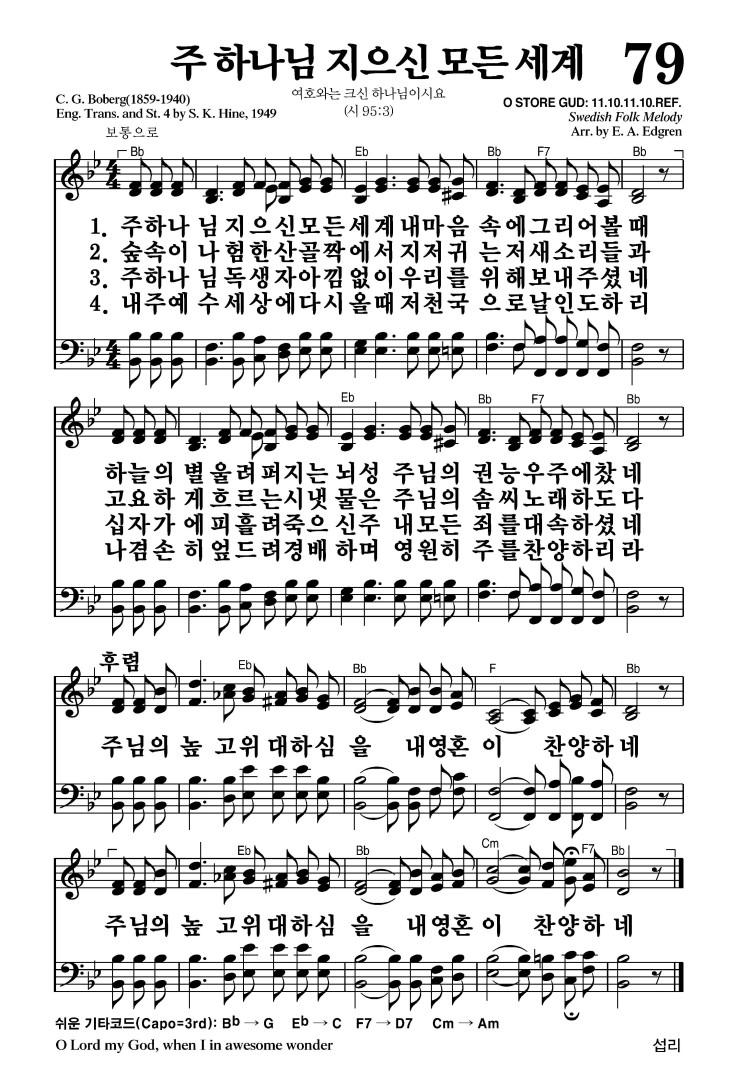 주 하나님 지으신 모든 세계 79
C. G. Boberg(1859-1940)
Eng. Trans. and St. 4 by S. K. Hine, 1949
여호와는 크신 하나님이시요
(시 95:3)
O STORE GUD: 11.10.11.10.REF.
Swedish Folk Melody
Arr. by E. A. Edgren
보통으로
Bb Eb Bb F7 Bb
1. 주하나 님지으신모든세계내마음 속에그리어볼때
2. 숲속이 나험한산골짝에서지저귀 는저새소리들과
3. 주하나 님독생자아낌없이우리를 위해보내주셨네
4. 내주예 수세상에다시올때저천국 으로날인도하리
Eb Bb F7 Bb
하늘의 별울려퍼지는뇌성 주님의 권능우주에찼네
고요하 게흐르는시냇물은 주님의 솜씨노래하도다
십자가 에피흘려죽으신주 내모든 죄를대속하셨네
나겸손 히엎드려경배하며 영원히 주를찬양하리라
후렴
Eb Bb F Bb
주님의 높 고위대하심 을 내영혼 이 찬양하네
Eb Bb Cm F7 Bb
주님의 높 고위대하심 을 내영혼 이 찬양하 네
쉬운 기타코드(Capo=3rd): Bb → G Eb → C F7 → D7 Cm → Am
O Lord my God, when I in awesome wonder 섭리